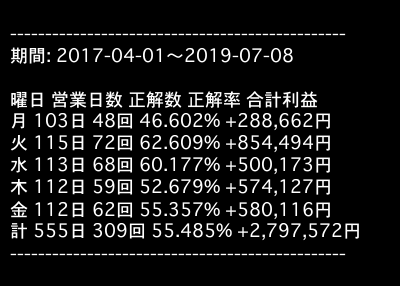 ------------------------------------------------
期間: 2017-04-01～2019-07-08
曜日 営業日数 正解数 正解率 合計利益
月 103日 48回 46.602% +288,662円
火 115日 72回 62.609% +854,494円
水 113日 68回 60.177% +500,173円
木 112日 59回 52.679% +574,127円
金 112日 62回 55.357% +580,116円
計 555日 309回 55.485% +2,797,572円
------------------------------------------------